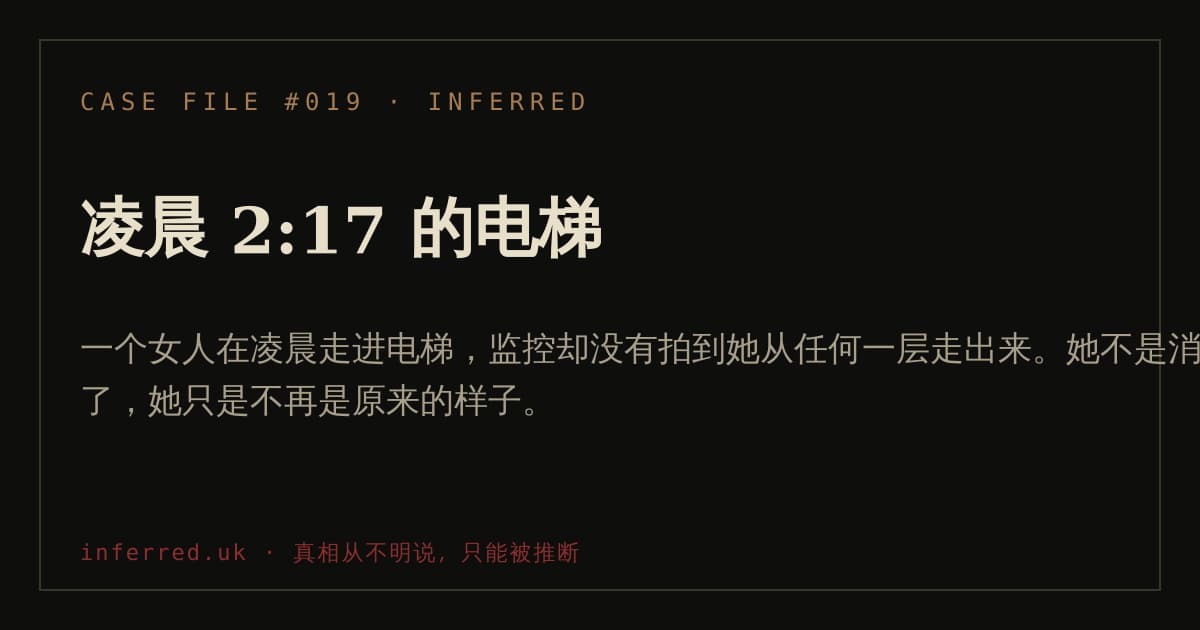 CASE FILE #019 · INFERRED
凌晨 2:17 的电梯
一个女人在凌晨走进电梯，监控却没有拍到她从任何一层走出来。她不是消
了，她只是不再是原来的样子。
inferred.uk · 真相从不明说，只能被推断